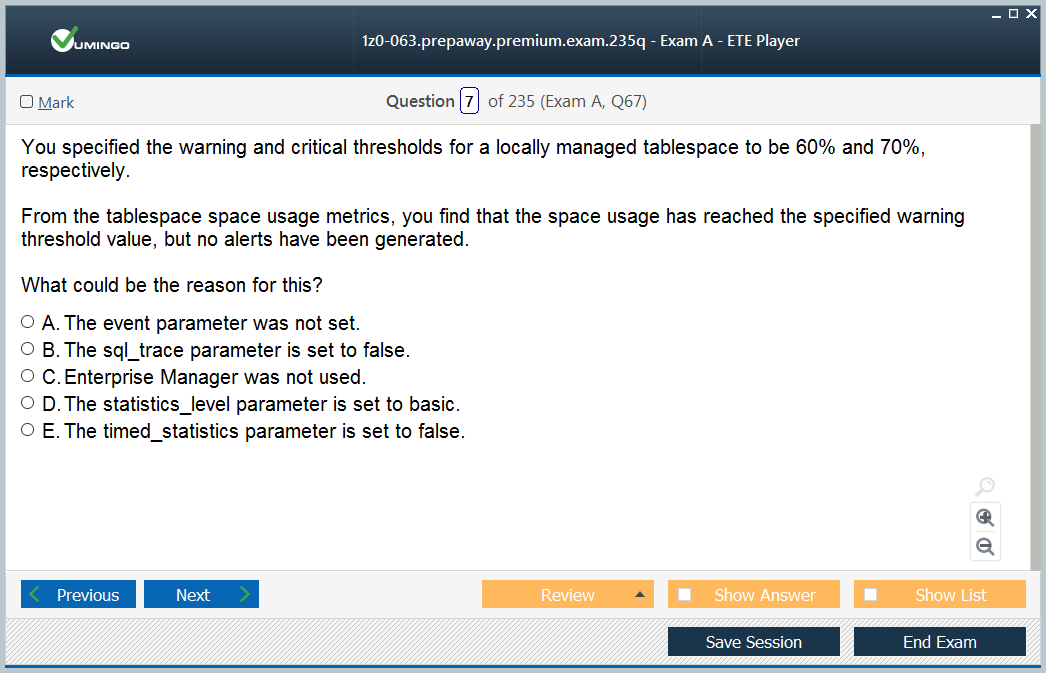 VUMINGO
1z0-063.prepaway.premium.exam.235q - Exam A - ETE Player
Mark
Question 7 of 235 (Exam A, Q67)
You specified the warning and critical thresholds for a locally managed tablespace to be 60% and 70%,
respectively.
From the tablespace space usage metrics, you find that the space usage has reached the specified warning
threshold value, but no alerts have been generated.
What could be the reason for this?
A. The event parameter was not set.
B. The sql_trace parameter is set to false.
C. Enterprise Manager was not used.
D. The statistics_level parameter is set to basic.
E. The timed_statistics parameter is set to false.
Previous
Next
Review
Show Answer
Show List
Save Session
End Exam